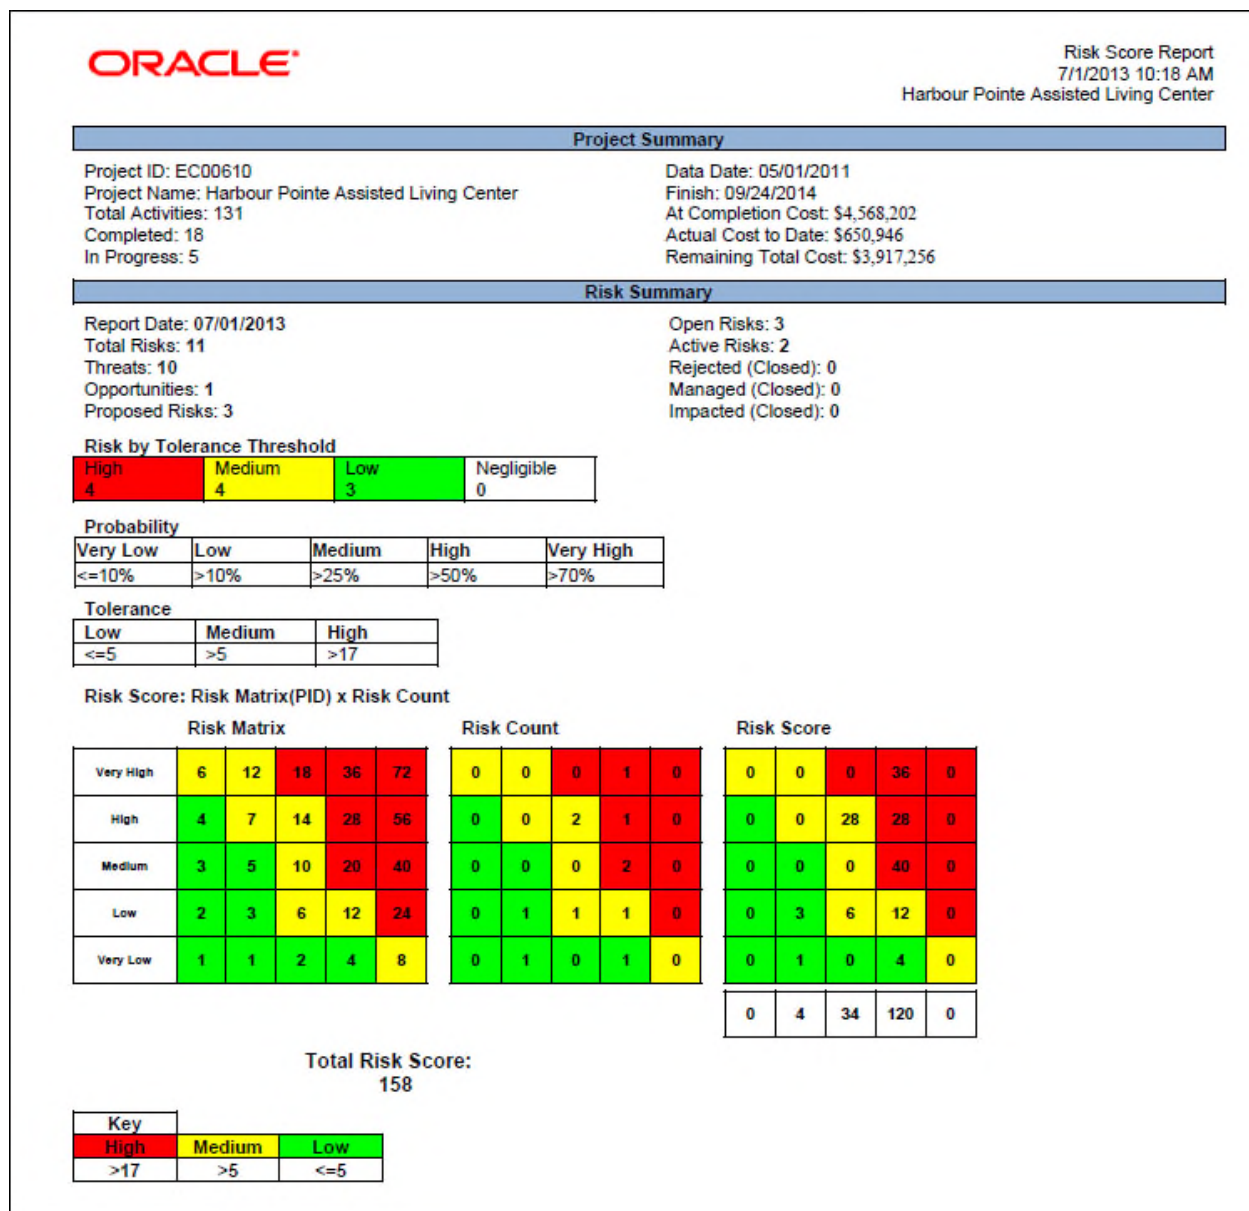 ORACLE
Risk Score Report
7/1/2013 10:18 AM
Harbour Pointe Assisted Living Center
Project Summary
Project ID: EC00610
Project Name: Harbour Pointe Assisted Living Center
Total Activities: 131
Completed: 18
In Progress: 5
Data Date: 05/01/2011
Finish: 09/24/2014
At Completion Cost: $4,568,202
Actual Cost to Date: $650,946
Remaining Total Cost: $3,917,256
Risk Summary
Report Date: 07/01/2013
Total Risks: 11
Threats: 10
Opportunities: 1
Proposed Risks: 3
Open Risks: 3
Active Risks: 2
Rejected (Closed): 0
Managed (Closed): 0
Impacted (Closed): 0
Risk by Tolerance Threshold
High Medium Low Negligible
4 4 3 0
Probability
Very Low Low Medium High Very High
<=10% >10% >25% >50% >70%
Tolerance
Low Medium High
<=5 >5 >17
Risk Score: Risk Matrix(PID) x Risk Count
Risk Matrix Risk Count Risk Score
Very High 6 12 18 36 72 0 0 0 1 0 0 0 0 36 0
High 4 7 14 28 56 0 0 2 1 0 0 0 28 28 0
Medium 3 5 10 20 40 0 0 0 2 0 0 0 0 40 0
Low 2 3 6 12 24 0 1 1 1 0 0 3 6 12 0
Very Low 1 1 2 4 8 0 1 0 1 0 0 1 0 4 0
0 4 34 120 0
Total Risk Score:
158
Key
High Medium Low
>17 >5 <=5